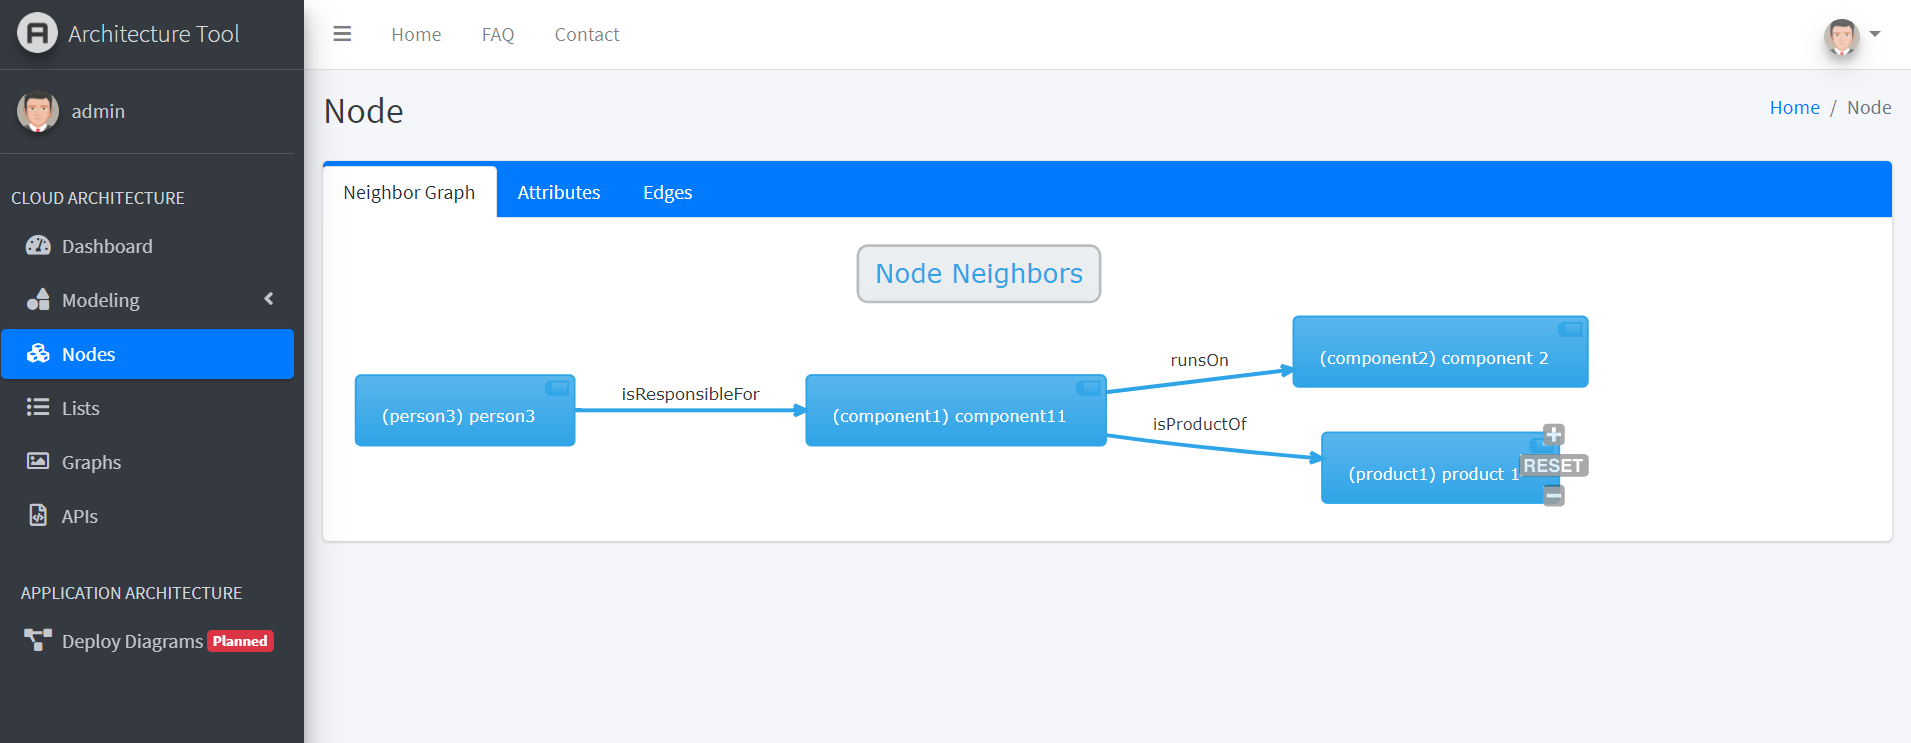 A Architecture Tool
Home FAQ Contact
admin
Node
Home / Node
CLOUD ARCHITECTURE
Dashboard
Modeling
Nodes
Lists
Graphs
APIs
APPLICATION ARCHITECTURE
Deploy Diagrams Planned
Neighbor Graph Attributes Edges
Node Neighbors
(person3) person3
isResponsibleFor
(component1) component11
runsOn
(component2) component 2
isProductOf
(product1) product 1
RESET